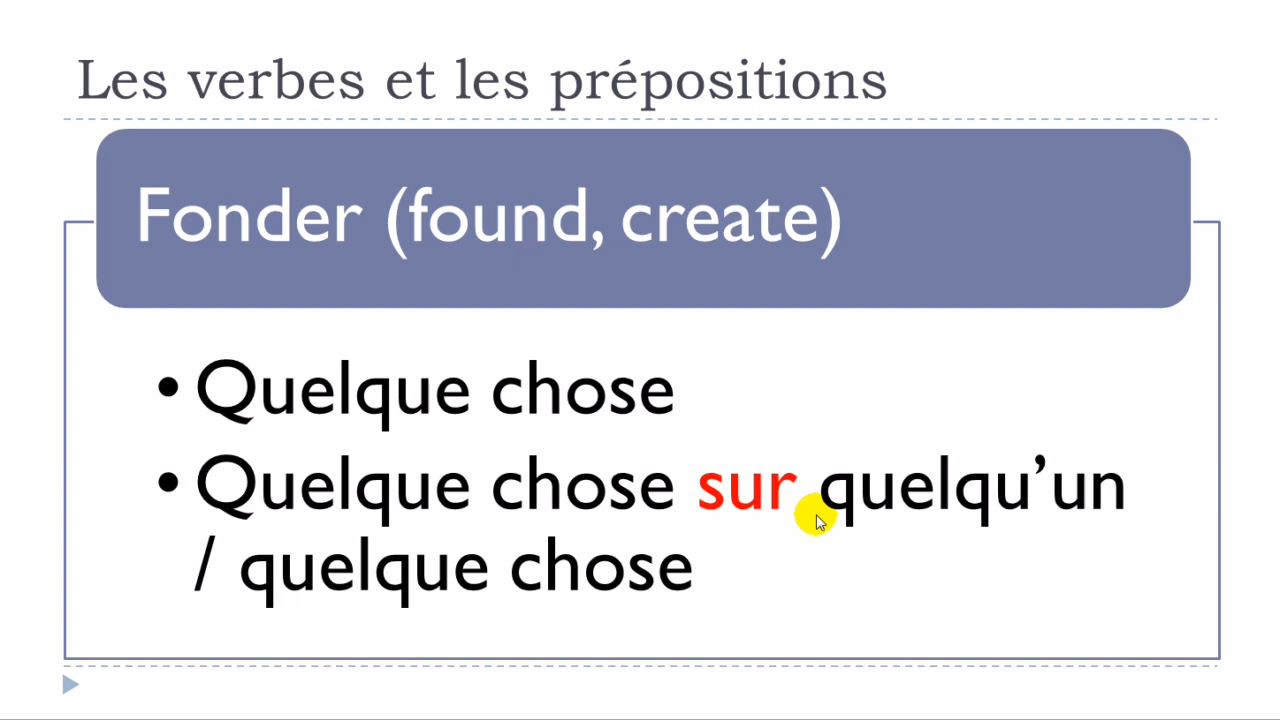 Les verbes et les prépositions
Fonder (found, create)
• Quelque chose
• Quelque chose sur quelqu’un
/ quelque chose